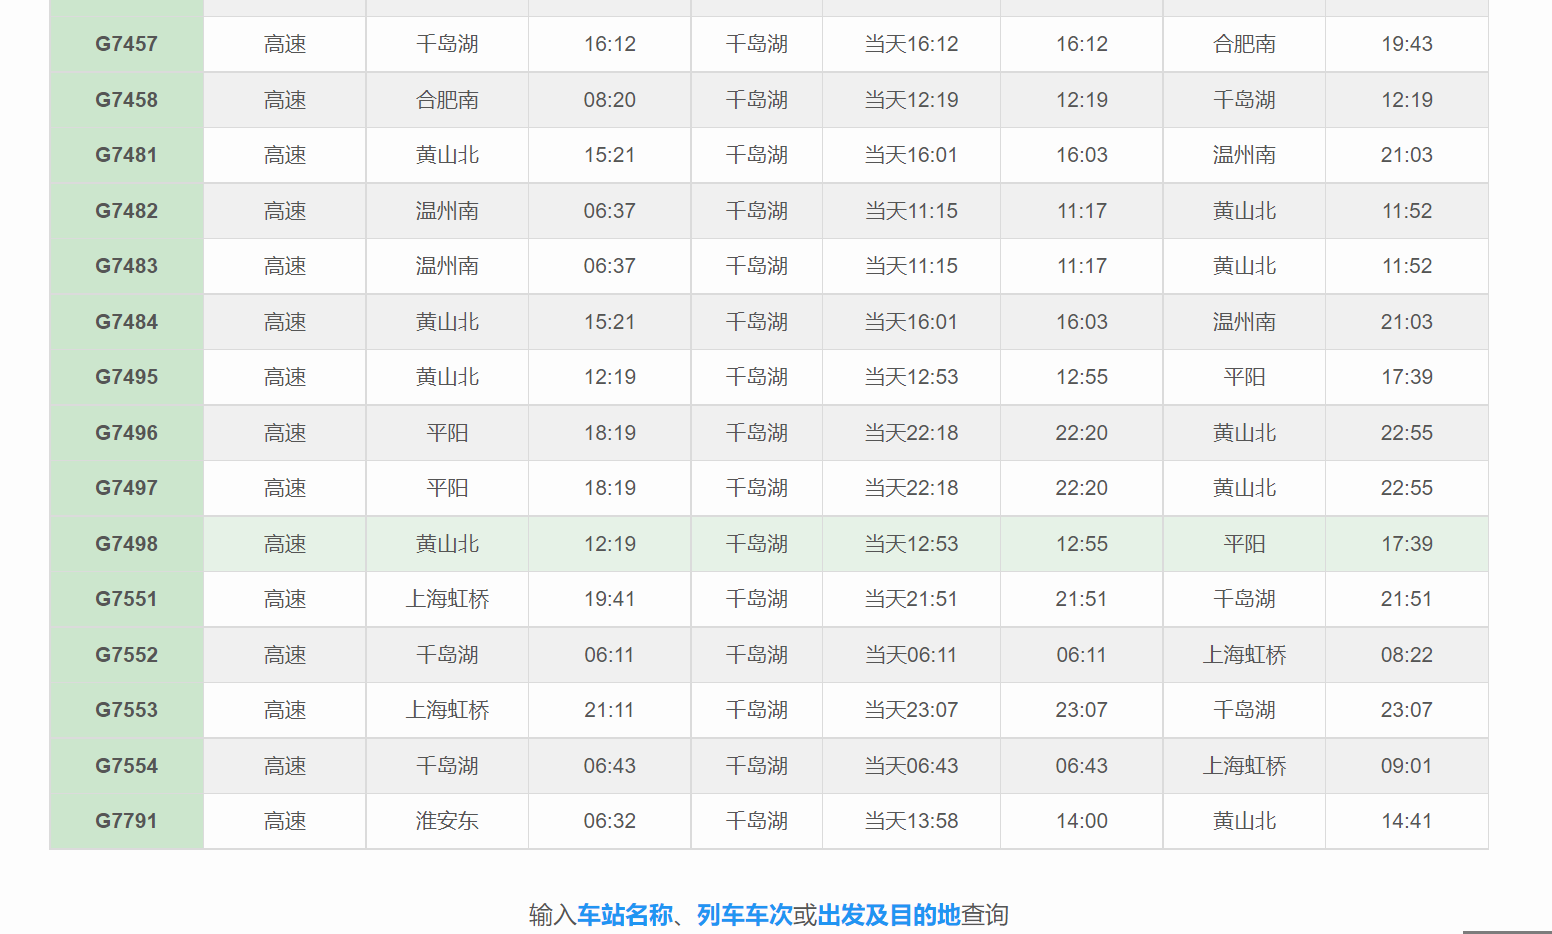 G7457 高速 千岛湖 16:12 千岛湖 当天16:12 16:12 合肥南 19:43
G7458 高速 合肥南 08:20 千岛湖 当天12:19 12:19 千岛湖 12:19
G7481 高速 黄山北 15:21 千岛湖 当天16:01 16:03 温州南 21:03
G7482 高速 温州南 06:37 千岛湖 当天11:15 11:17 黄山北 11:52
G7483 高速 温州南 06:37 千岛湖 当天11:15 11:17 黄山北 11:52
G7484 高速 黄山北 15:21 千岛湖 当天16:01 16:03 温州南 21:03
G7495 高速 黄山北 12:19 千岛湖 当天12:53 12:55 平阳 17:39
G7496 高速 平阳 18:19 千岛湖 当天22:18 22:20 黄山北 22:55
G7497 高速 平阳 18:19 千岛湖 当天22:18 22:20 黄山北 22:55
G7498 高速 黄山北 12:19 千岛湖 当天12:53 12:55 平阳 17:39
G7551 高速 上海虹桥 19:41 千岛湖 当天21:51 21:51 千岛湖 21:51
G7552 高速 千岛湖 06:11 千岛湖 当天06:11 06:11 上海虹桥 08:22
G7553 高速 上海虹桥 21:11 千岛湖 当天23:07 23:07 千岛湖 23:07
G7554 高速 千岛湖 06:43 千岛湖 当天06:43 06:43 上海虹桥 09:01
G7791 高速 淮安东 06:32 千岛湖 当天13:58 14:00 黄山北 14:41
输入车站名称、列车车次或出发及目的地查询